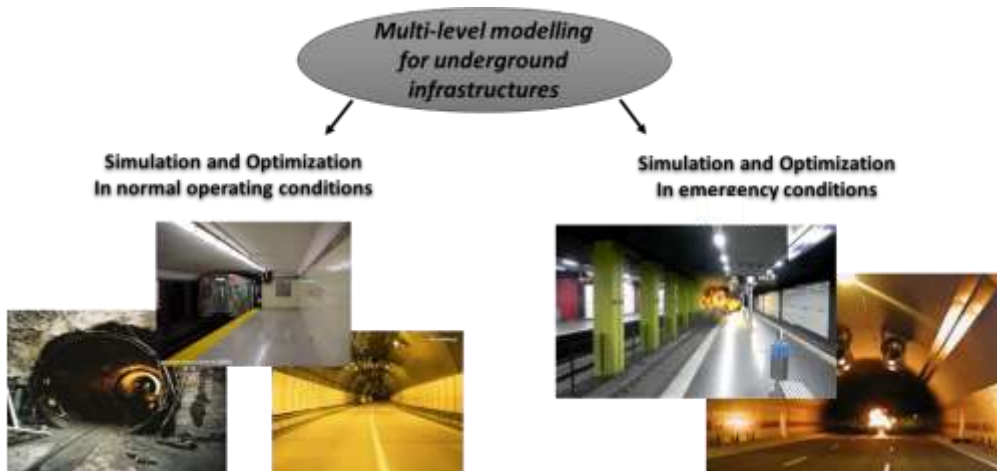 Multi-level modelling
for underground
infrastructures
Simulation and Optimization
In normal operating conditions
Simulation and Optimization
In emergency conditions